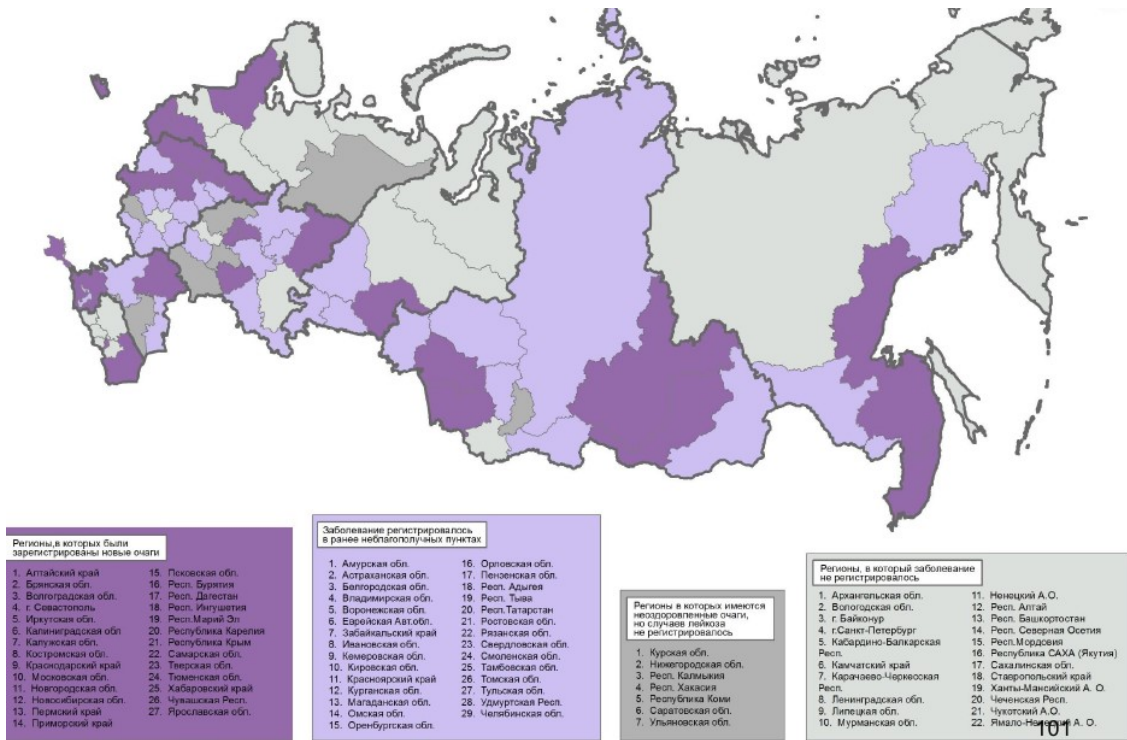 Регионы,в которых были
зарегистрированы новые очаги
1. Алтайский край
2. Брянская обл.
3. Волгоградская обл.
4. г. Севастополь
5. Иркутская обл.
6. Калининградская обл
7. Калужская обл.
8. Костромская обл.
9. Краснодарский край
10. Московская обл.
11. Новгородская обл.
12. Новосибирская обл.
13. Пермский край
14. Приморский край
15. Псковская обл.
16. Респ. Бурятия
17. Респ. Дагестан
18. Респ. Ингушетия
19. Респ.Марий Эл
20. Республика Карелия
21. Республика Крым
22. Самарская обл.
23. Тверская обл.
24. Тюменская обл.
25. Хабаровский край
26. Чувашская Респ.
27. Ярославская обл.
Заболевание регистрировалось
в ранее неблагополучных пунктах
1. Амурская обл.
2. Астраханская обл.
3. Белгородская обл.
4. Владимирская обл.
5. Воронежская обл.
6. Еврейская Авт.обл.
7. Забайкальский край
8. Ивановская обл.
9. Кемеровская обл.
10. Кировская обл.
11. Красноярский край
12. Курганская обл.
13. Магаданская обл.
14. Омская обл.
15. Оренбургская обл.
16. Орловская обл.
17. Пензенская обл.
18. Респ. Адыгея
19. Респ. Тыва
20. Респ.Татарстан
21. Ростовская обл.
22. Рязанская обл.
23. Свердловская обл.
24. Смоленская обл.
25. Тамбовская обл.
26. Томская обл.
27. Тульская обл.
28. Удмуртская Респ.
29. Челябинская обл.
Регионы в которых имеются
неоздоровленные очаги,
но случаев лейкоза
не регистрировалось
1. Курская обл.
2. Нижегородская обл.
3. Респ. Калмыкия
4. Респ. Хакасия
5. Республика Коми
6. Саратовская обл.
7. Ульяновская обл.
Регионы, в который заболевание
не регистрировалось
1. Архангельская обл.
2. Вологодская обл.
3. г. Байконур
4. г.Санкт-Петербург
5. Кабардино-Балкарская
Респ.
6. Камчатский край
7. Карачаево-Черкесская
Респ.
8. Ленинградская обл.
9. Липецкая обл.
10. Мурманская обл.
11. Ненецкий А.О.
12. Респ. Алтай
13. Респ. Башкортостан
14. Респ. Северная Осетия
15. Респ.Мордовия
16. Республика САХА (Якутия)
17. Сахалинская обл.
18. Ставропольский край
19. Ханты-Мансийский А. О.
20. Чеченская Респ.
21. Чукотский А.О.
22. Ямало-Ненецкий А. О.
101